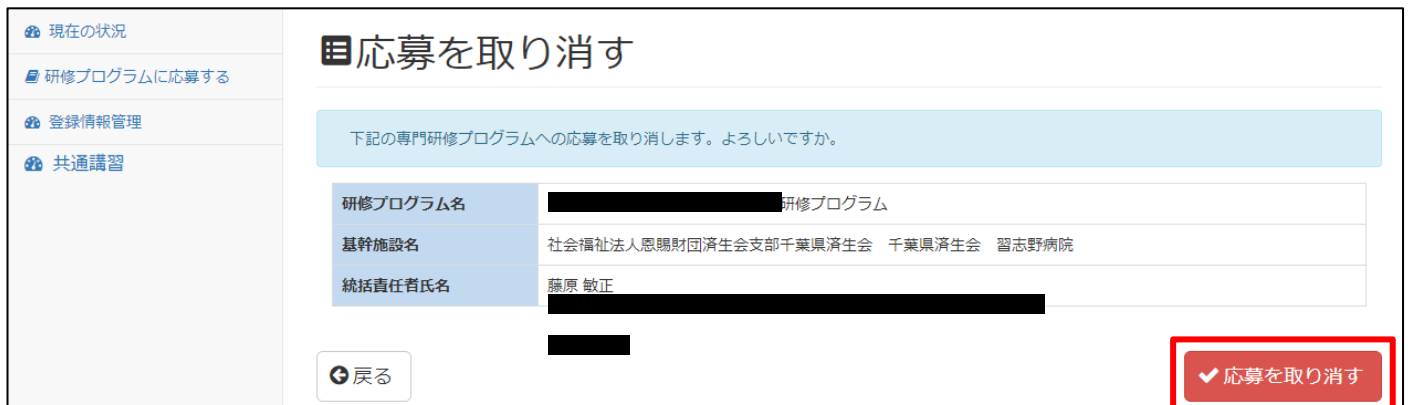 現在の状況
研修プログラムに応募する
登録情報管理
共通講習
応募を取り消す
下記の専門研修プログラムへの応募を取り消します。よろしいですか。
研修プログラム名 研修プログラム
基幹施設名 社会福祉法人恩賜財団済生会支部千葉県済生会 千葉県済生会 習志野病院
統括責任者氏名 藤原 敏正
戻る
応募を取り消す